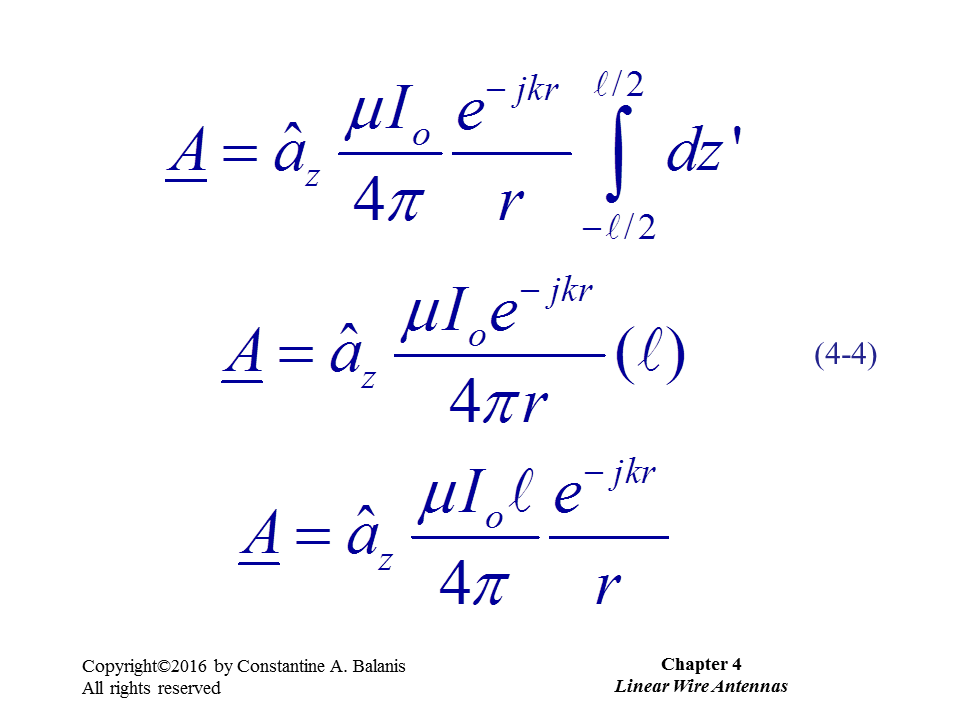 A = â_z (μI_o / 4π) (e^{-jkr} / r) ∫_{-ℓ/2}^{ℓ/2} dz'
A = â_z (μI_o e^{-jkr} / 4πr) (ℓ) (4-4)
A = â_z (μI_o ℓ / 4π) (e^{-jkr} / r)
Copyright©2016 by Constantine A. Balanis
All rights reserved
Chapter 4
Linear Wire Antennas